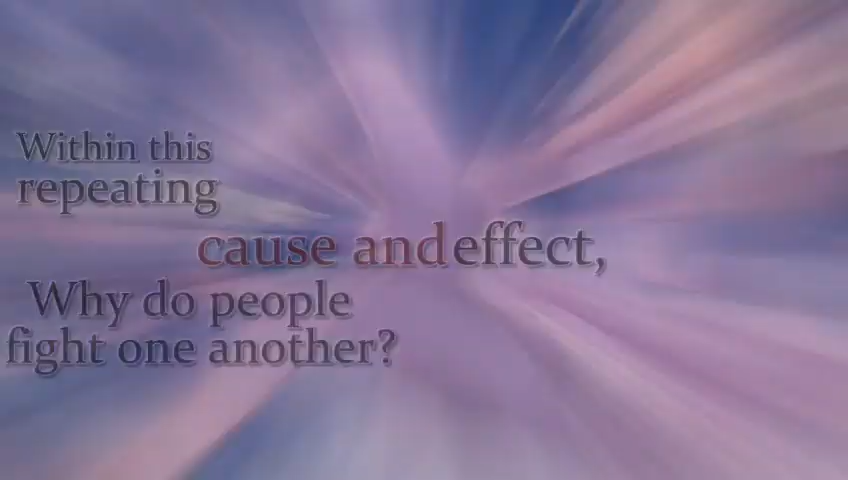 Within this
repeating
cause and effect,
Why do people
fight one another?